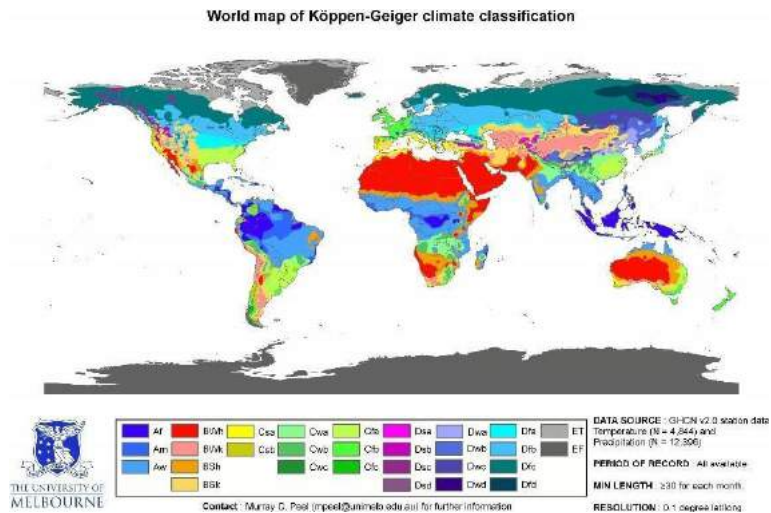 World map of Köppen-Geiger climate classification
THE UNIVERSITY OF
MELBOURNE
Af BWh Csa Cwa Cfa Dsa Dwa Dfa ET
Am BWk Csb Cwb Cfb Dsb Dwb Dfb EF
Aw BSh Cwc Cfc Dsc Dwc Dfc
BSk Dsd Dwd Dfd
DATA SOURCE : GHCN v2.0 station data
Temperature (N = 4,844) and
Precipitation (N = 12,396)
PERIOD OF RECORD : All available
MIN LENGTH : ≥30 for each month.
RESOLUTION : 0.1 degree lat/long
Contact : Murray C. Peel (mpeel@unimelb.edu.au) for further information